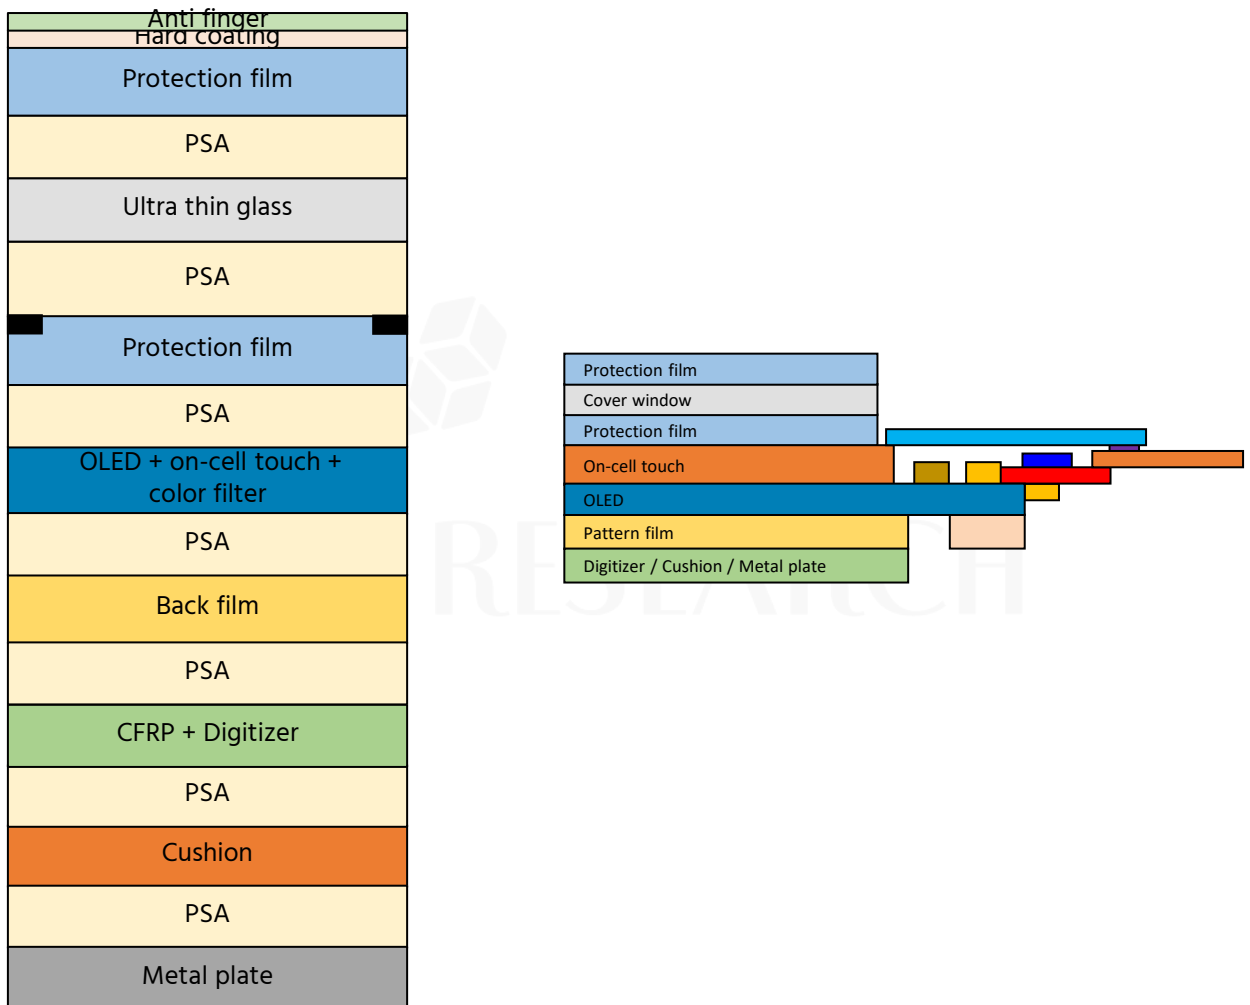 Anti finger
Hard coating
Protection film
PSA
Ultra thin glass
PSA
Protection film
PSA
OLED + on-cell touch +
color filter
PSA
Back film
PSA
CFRP + Digitizer
PSA
Cushion
PSA
Metal plate
Protection film
Cover window
Protection film
On-cell touch
OLED
Pattern film
Digitizer / Cushion / Metal plate
RESEARCH